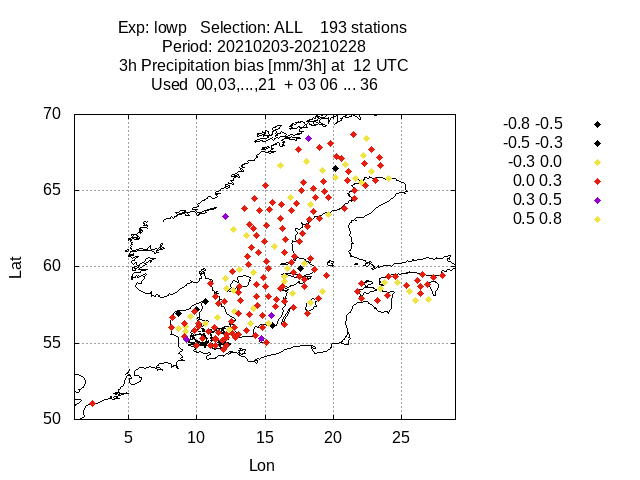 Exp: lowp Selection: ALL 193 stations
Period: 20210203-20210228
3h Precipitation bias [mm/3h] at 12 UTC
Used 00,03,...,21 + 03 06 ... 36
70
65
60
55
50
Lat
5 10 15 20 25
Lon
-0.8 -0.5
-0.5 -0.3
-0.3 0.0
0.0 0.3
0.3 0.5
0.5 0.8